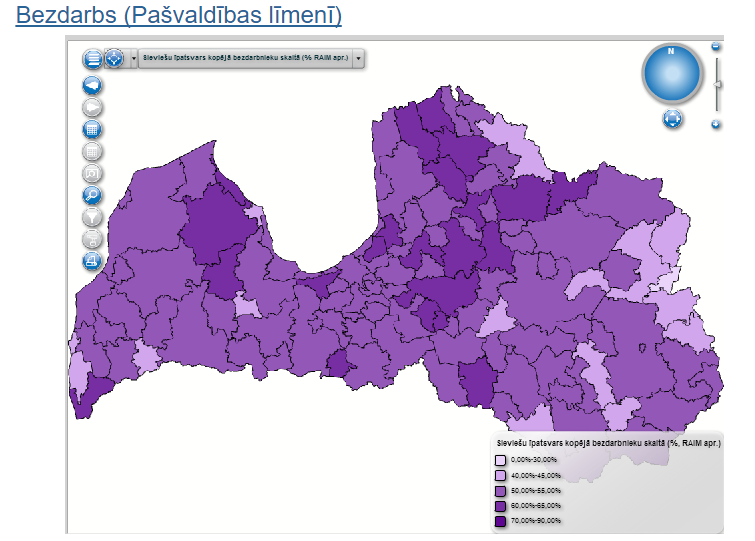 Bezdarbs (Pašvaldības līmenī)
Sieviešu īpatsvars kopējā bezdarbnieku skaitā (% RAIM apr.)
N
Sieviešu īpatsvars kopējā bezdarbnieku skaitā (%, RAIM apr.)
0,00%-30,00%
40,00%-45,00%
50,00%-55,00%
60,00%-65,00%
70,00%-90,00%